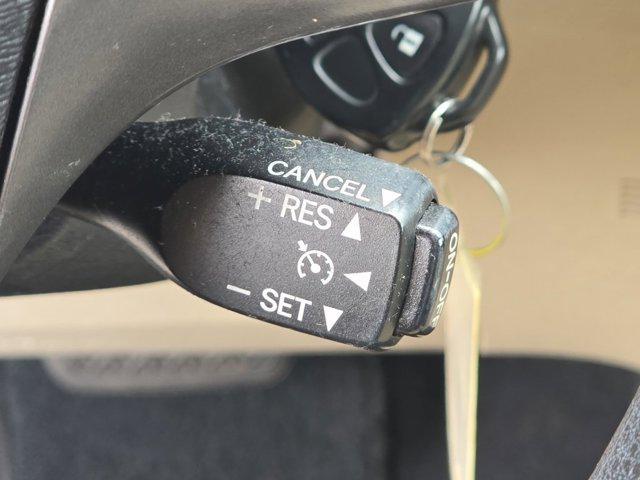 CANCEL
+ RES
- SET
ON·OFF